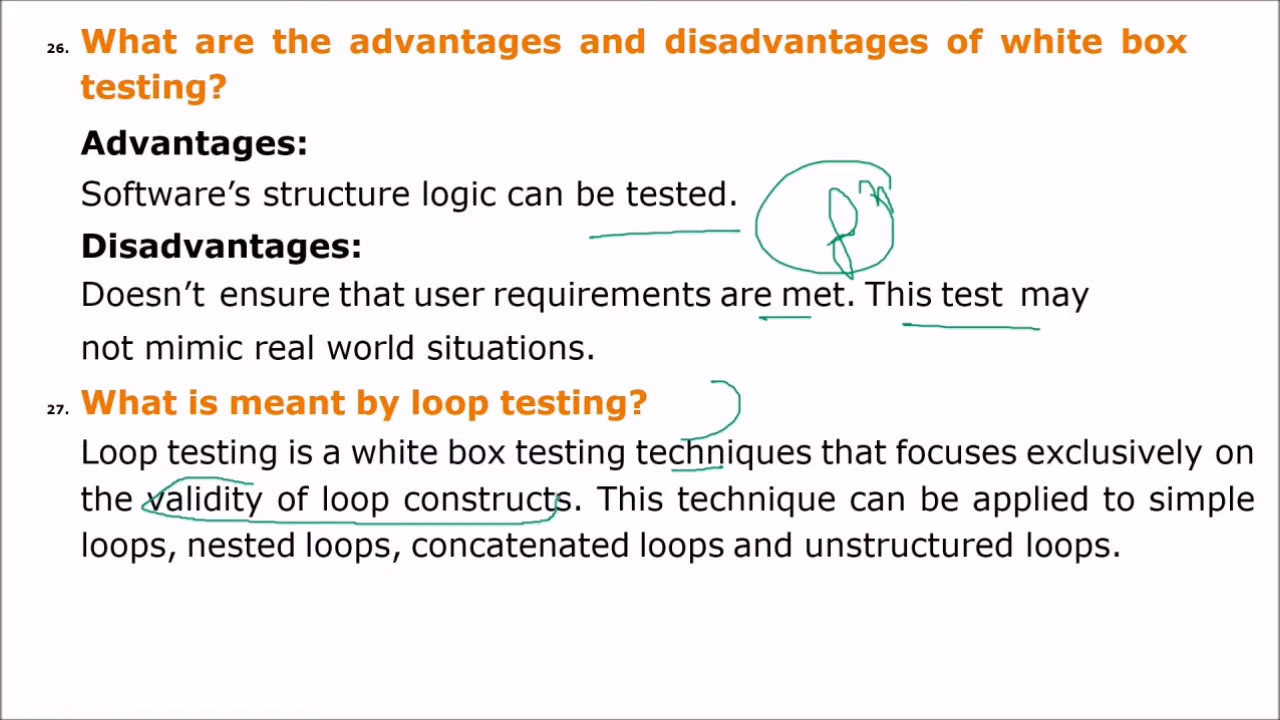 26. What are the advantages and disadvantages of white box
testing?
Advantages:
Software’s structure logic can be tested.
Disadvantages:
Doesn’t ensure that user requirements are met. This test may
not mimic real world situations.
27. What is meant by loop testing?
Loop testing is a white box testing techniques that focuses exclusively on
the validity of loop constructs. This technique can be applied to simple
loops, nested loops, concatenated loops and unstructured loops.